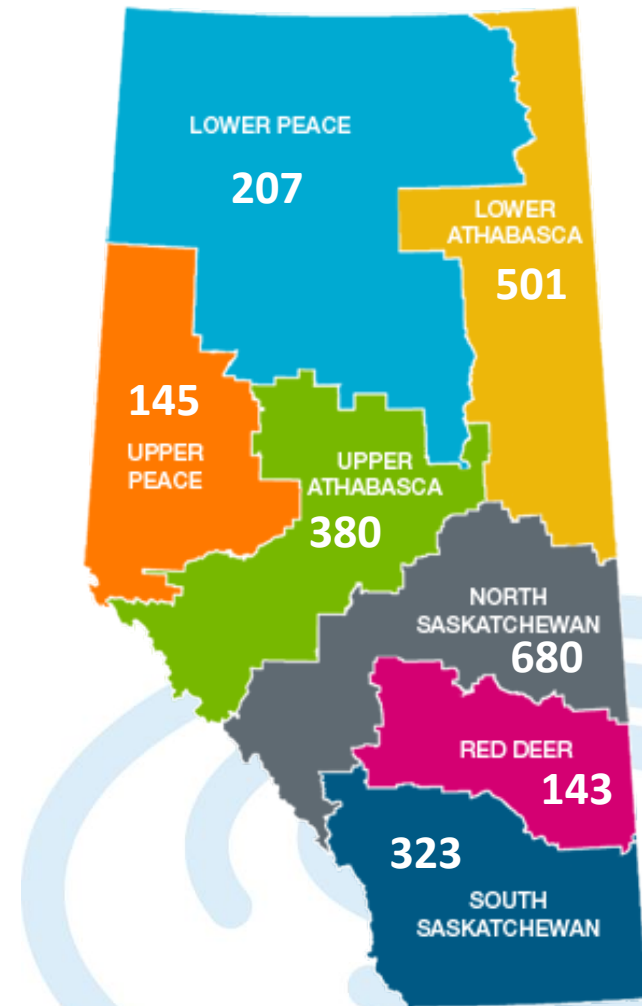 LOWER PEACE
207
LOWER
ATHABASCA
501
145
UPPER
PEACE
UPPER
ATHABASCA
380
NORTH
SASKATCHEWAN
680
RED DEER
143
323
SOUTH
SASKATCHEWAN